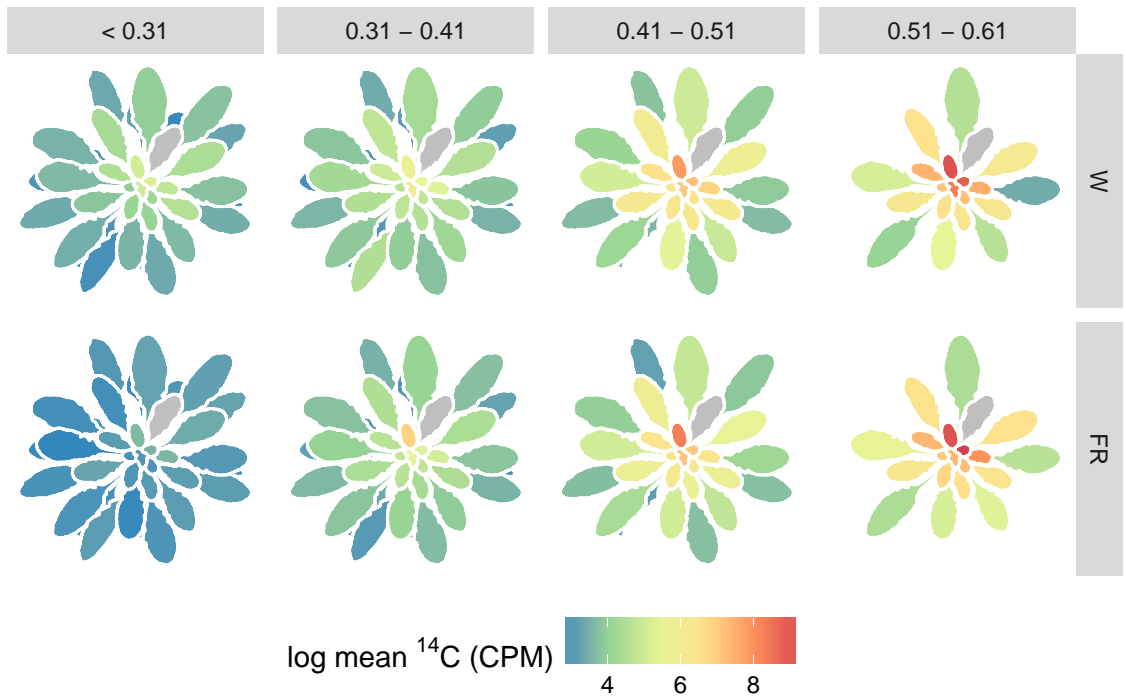 < 0.31
0.31 – 0.41
0.41 – 0.51
0.51 – 0.61
W
FR
log mean ¹⁴C (CPM)
4
6
8